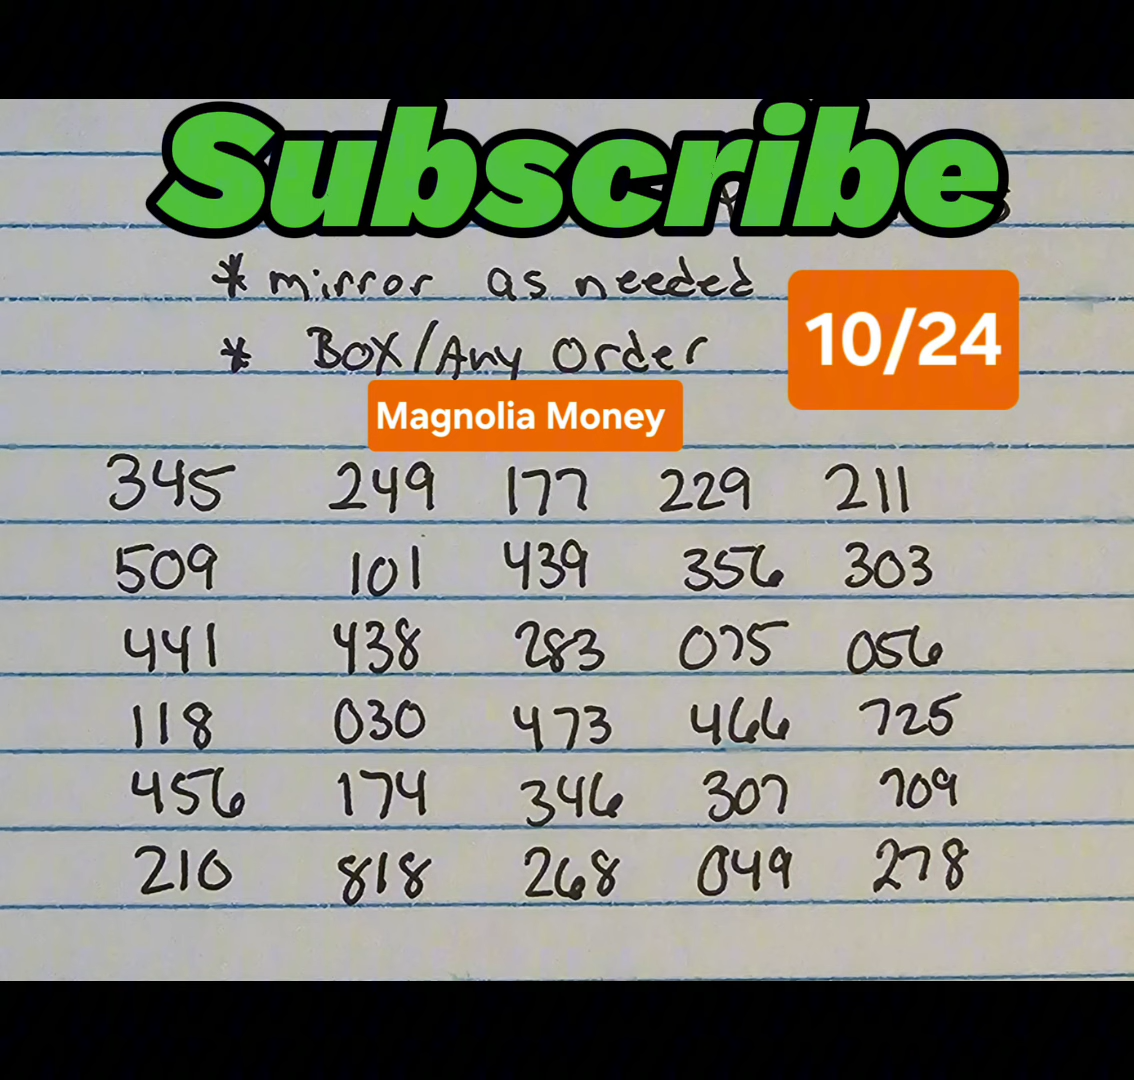 Subscribe
* mirror as needed
* Box/Any Order
10/24
Magnolia Money
345 249 177 229 211
509 101 439 356 303
441 438 283 075 056
118 030 473 466 725
456 174 346 307 709
210 818 268 049 278